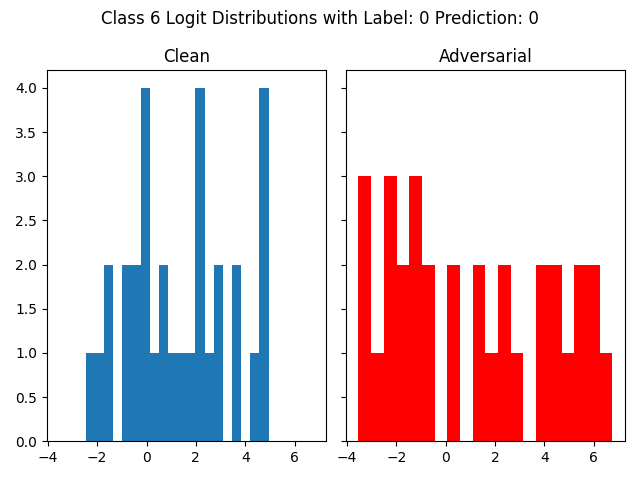 Class 6 Logit Distributions with Label: 0 Prediction: 0
Clean
Adversarial
4.0
3.5
3.0
2.5
2.0
1.5
1.0
0.5
0.0
−4 −2 0 2 4 6
−4 −2 0 2 4 6